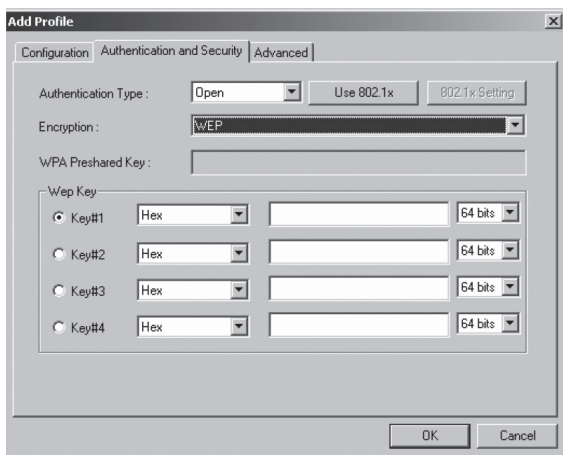 Add Profile
Configuration Authentication and Security Advanced
Authentication Type : Open Use 802.1x 802.1x Setting
Encryption : WEP
WPA Preshared Key :
Wep Key
Key#1 Hex 64 bits
Key#2 Hex 64 bits
Key#3 Hex 64 bits
Key#4 Hex 64 bits
OK Cancel